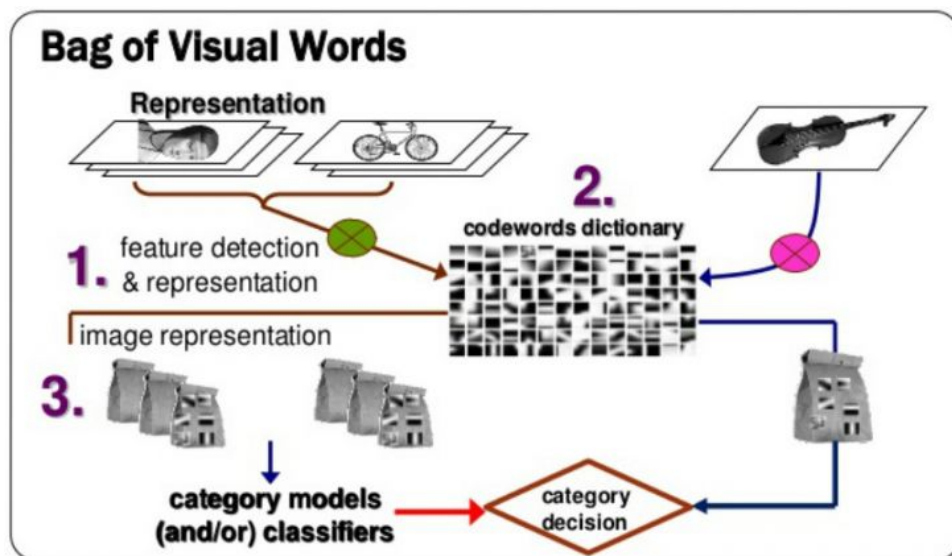 Bag of Visual Words
Representation
2.
codewords dictionary
1.
feature detection
& representation
image representation
3.
category models
(and/or) classifiers
category
decision